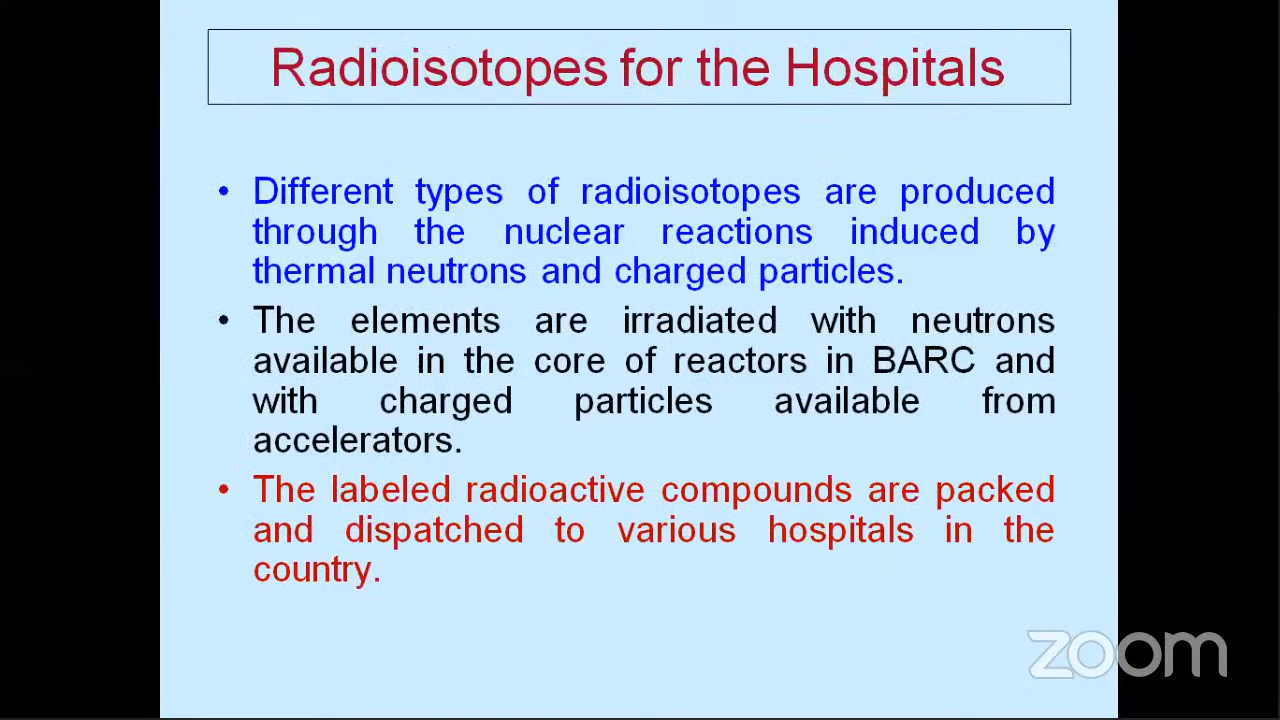 Radioisotopes for the Hospitals
• Different types of radioisotopes are produced
through the nuclear reactions induced by
thermal neutrons and charged particles.
• The elements are irradiated with neutrons
available in the core of reactors in BARC and
with charged particles available from
accelerators.
• The labeled radioactive compounds are packed
and dispatched to various hospitals in the
country.
zoom